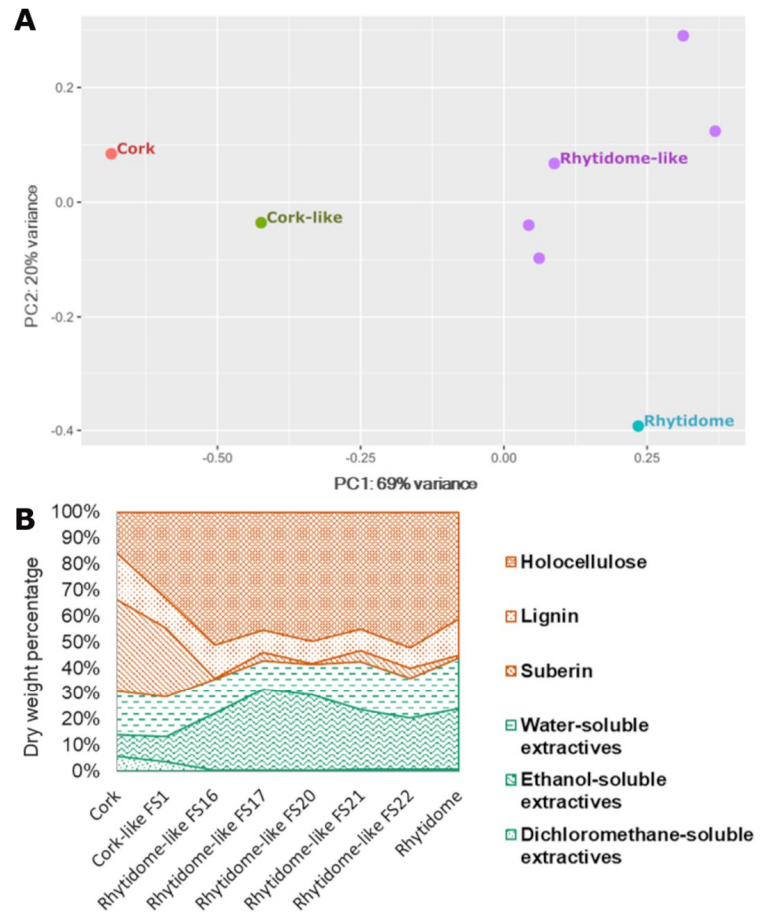 A
0.2
0.0
-0.2
-0.4
PC2: 20% variance
Cork
Cork-like
Rhytidome-like
Rhytidome
-0.50
-0.25
0.00
0.25
PC1: 69% variance
B
100%
90%
80%
70%
60%
50%
40%
30%
20%
10%
0%
Dry weight percentatge
Cork
Cork-like FS1
Rhytidome-like FS16
Rhytidome-like FS17
Rhytidome-like FS20
Rhytidome-like FS21
Rhytidome-like FS22
Rhytidome
Holocellulose
Lignin
Suberin
Water-soluble
extractives
Ethanol-soluble
extractives
Dichloromethane-soluble
extractives